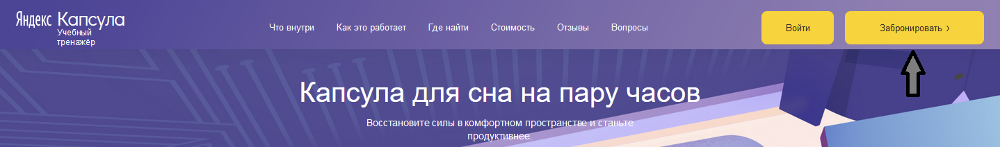 Яндекс Капсула
Учебный
тренажёр
Что внутри Как это работает Где найти Стоимость Отзывы Вопросы
Войти
Забронировать >
Капсула для сна на пару часов
Восстановите силы в комфортном пространстве и станьте
продуктивнее.